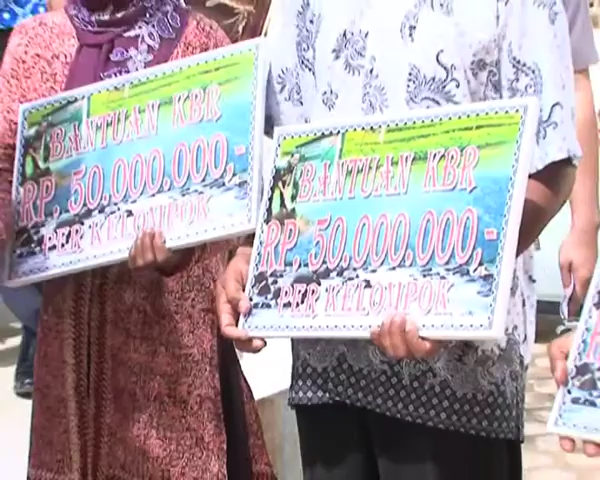 BANTUAN KBR
RP, 50.000.000,-
PER KELOMPOK
BANTUAN KBR
RP, 50.000.000,-
PER KELOMPOK